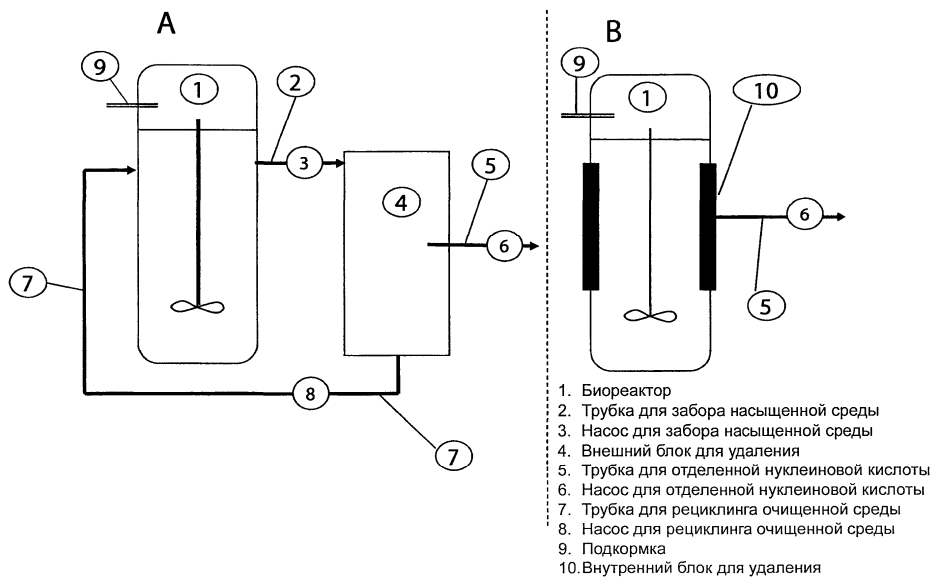 A
B
9
1
2
3
4
5
6
7
8
7
9
1
10
6
5
1. Биореактор
2. Трубка для забора насыщенной среды
3. Насос для забора насыщенной среды
4. Внешний блок для удаления
5. Трубка для отделенной нуклеиновой кислоты
6. Насос для отделенной нуклеиновой кислоты
7. Трубка для рециклинга очищенной среды
8. Насос для рециклинга очищенной среды
9. Подкормка
10. Внутренний блок для удаления